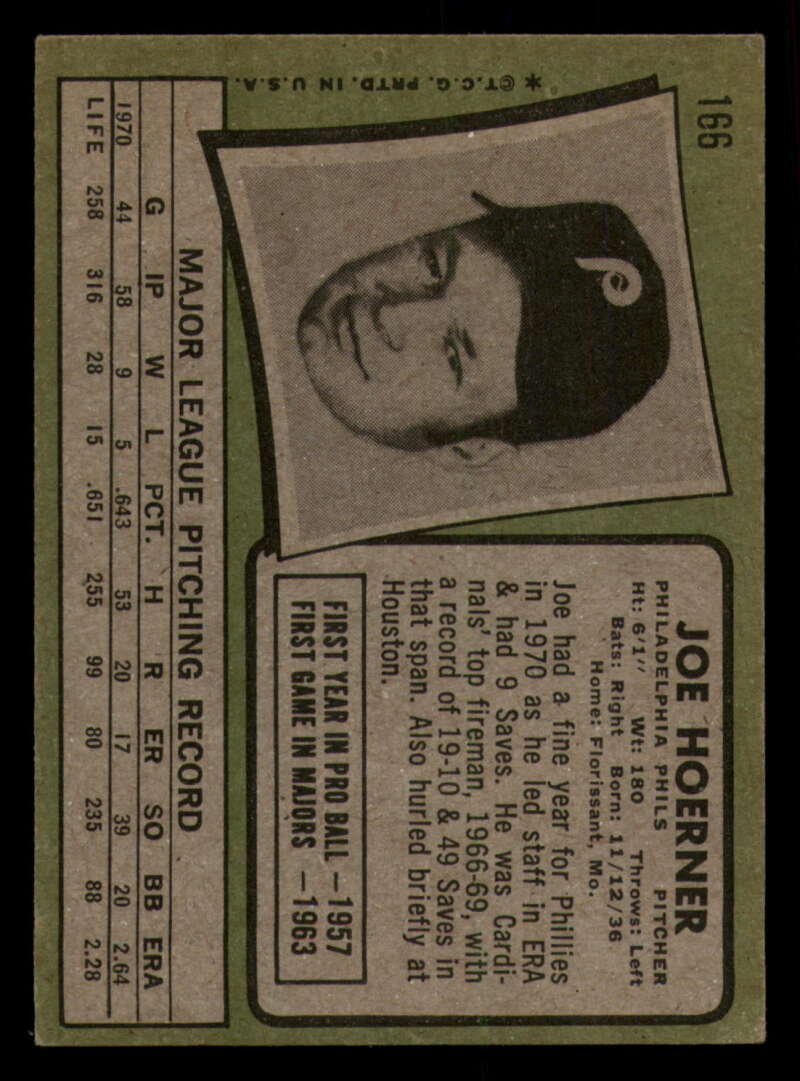 166
JOE HOERNER
PHILADELPHIA PHILS PITCHER
Ht: 6'1" Wt: 180 Throws: Left
Bats: Right Born: 11/12/36
Home: Florissant, Mo.
Joe had a fine year for Phillies
in 1970 as he led staff in ERA
& had 9 Saves. He was Cardi-
nals' top fireman, 1966-69, with
a record of 19-10 & 49 Saves in
that span. Also hurled briefly at
Houston.
FIRST YEAR IN PRO BALL —1957
FIRST GAME IN MAJORS —1963
MAJOR LEAGUE PITCHING RECORD
G IP W L PCT. H R ER SO BB ERA
1970 44 58 9 5 .643 53 20 17 39 20 2.64
LIFE 258 316 28 15 .651 255 99 80 235 88 2.28
*©T.C.G. PRTD. IN U.S.A.
P